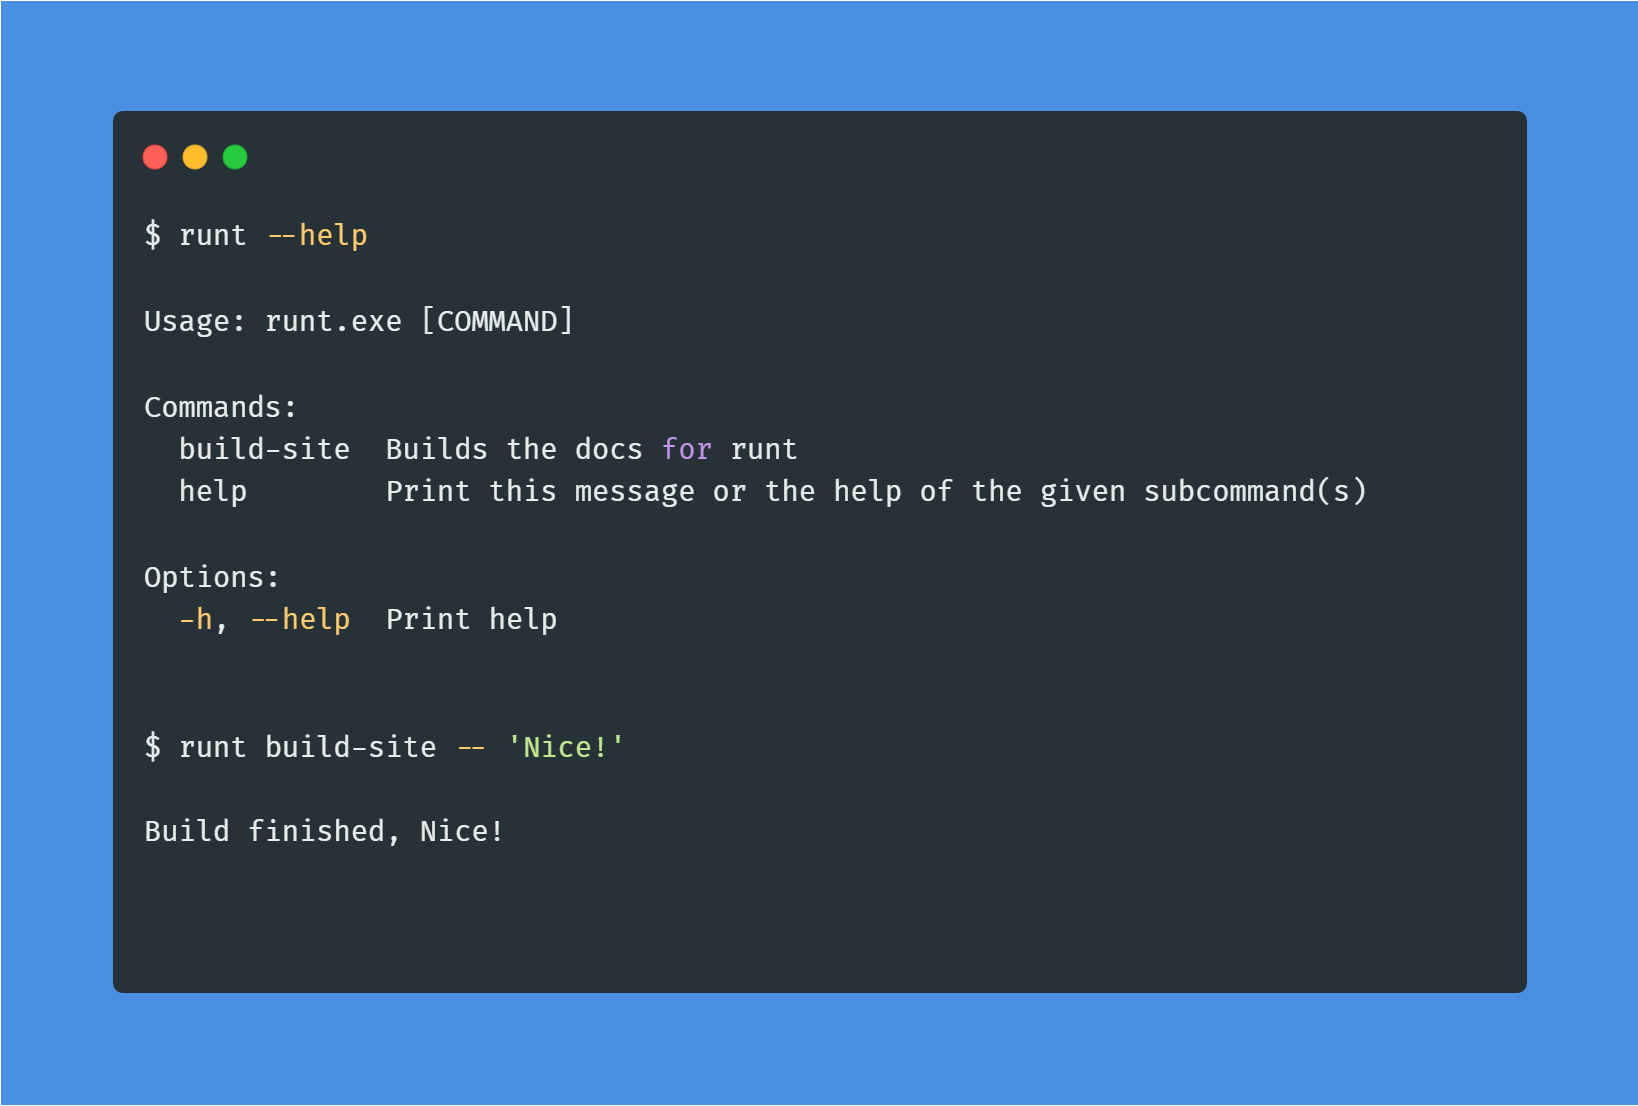 $ runt --help
Usage: runt.exe [COMMAND]
Commands:
  build-site  Builds the docs for runt
  help        Print this message or the help of the given subcommand(s)
Options:
  -h, --help  Print help
$ runt build-site -- 'Nice!'
Build finished, Nice!